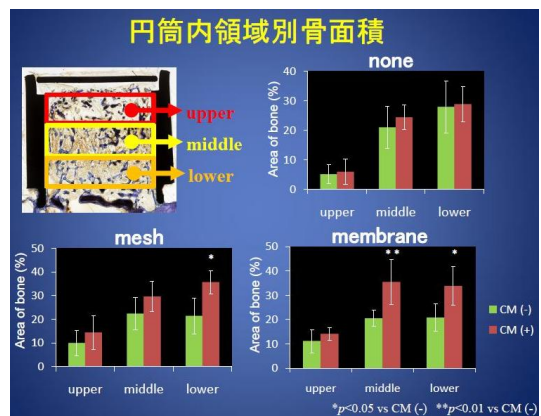 円筒内領域別骨面積
upper
middle
lower
none
Area of bone (%)
40
30
20
10
0
upper middle lower
mesh
Area of bone (%)
50
40
30
20
10
0
*
upper middle lower
membrane
Area of bone (%)
50
40
30
20
10
0
** *
upper middle lower
CM (-)
CM (+)
*p<0.05 vs CM (-) **p<0.01 vs CM (-)